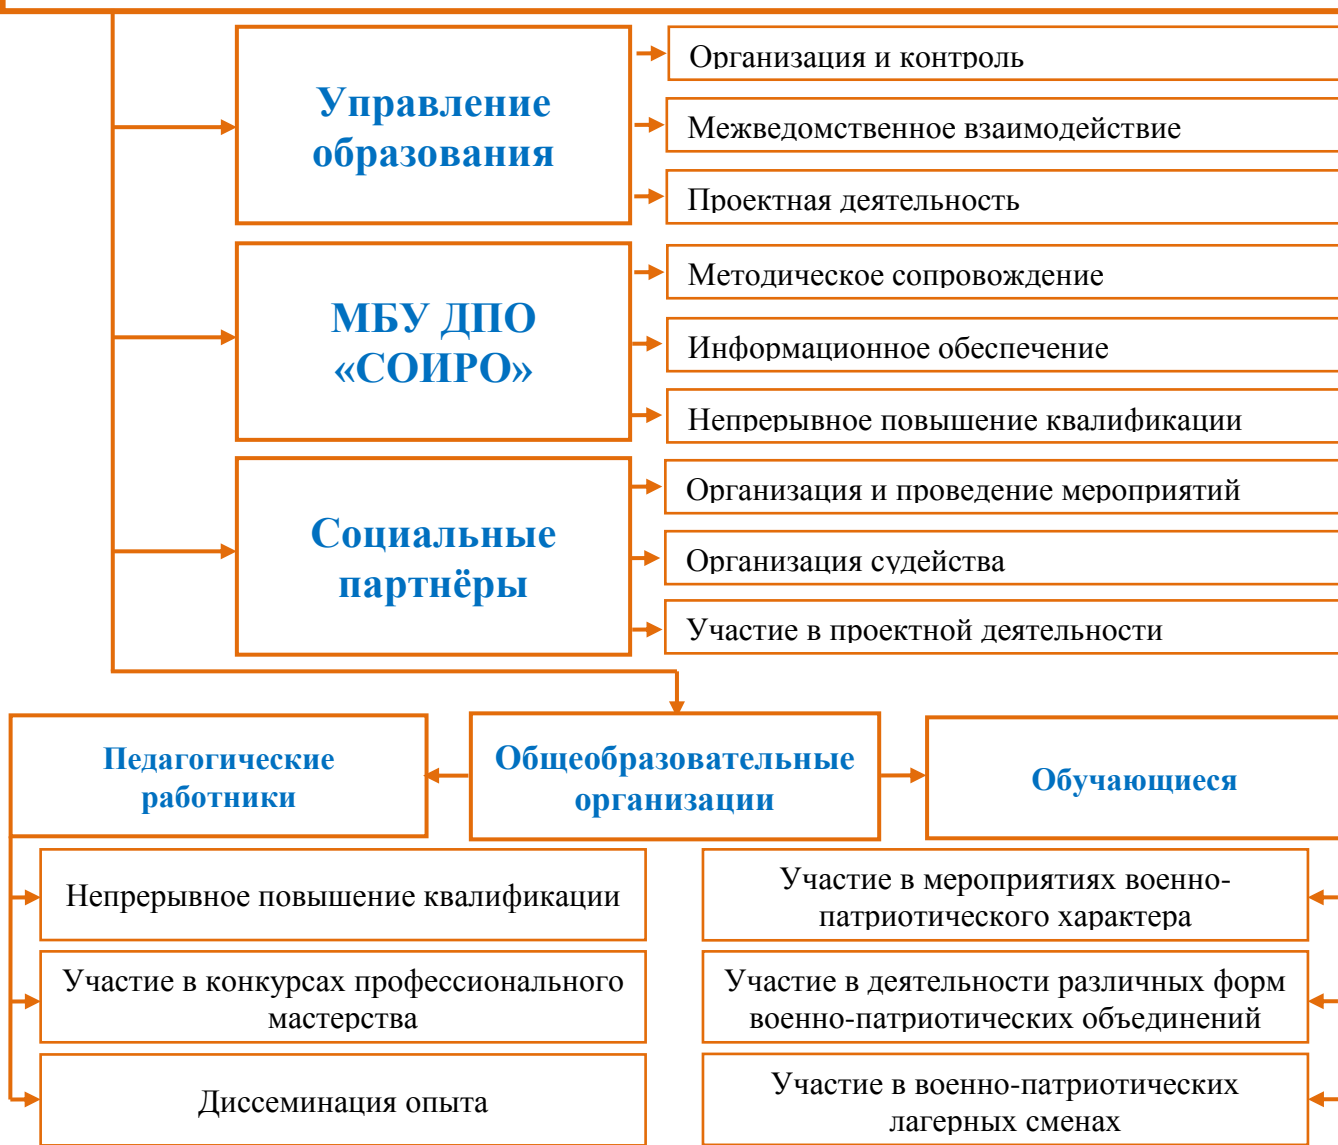 Управление
образования
Организация и контроль
Межведомственное взаимодействие
Проектная деятельность
МБУ ДПО
«СОИРО»
Методическое сопровождение
Информационное обеспечение
Непрерывное повышение квалификации
Социальные
партнёры
Организация и проведение мероприятий
Организация судейства
Участие в проектной деятельности
Педагогические
работники
Общеобразовательные
организации
Обучающиеся
Непрерывное повышение квалификации
Участие в конкурсах профессионального
мастерства
Диссеминация опыта
Участие в мероприятиях военно-
патриотического характера
Участие в деятельности различных форм
военно-патриотических объединений
Участие в военно-патриотических
лагерных сменах